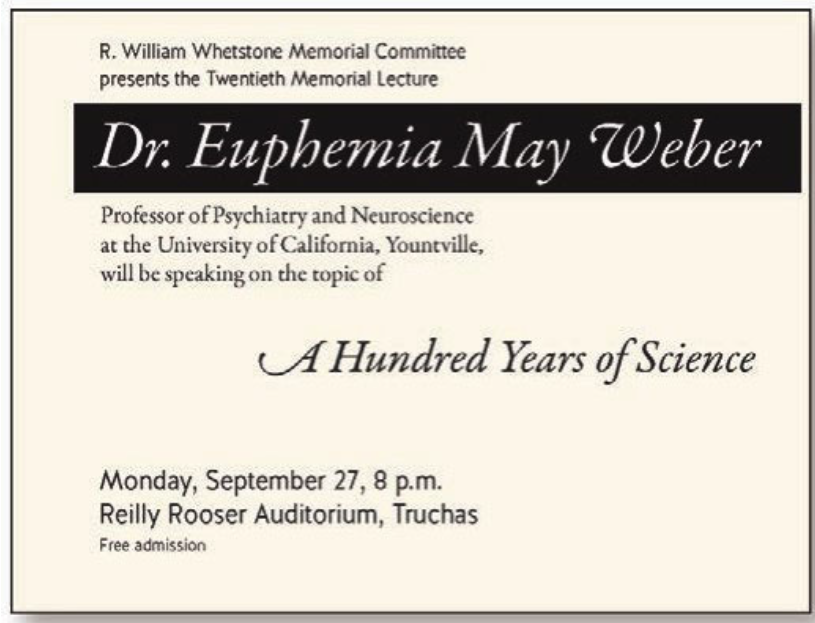 R. William Whetstone Memorial Committee
presents the Twentieth Memorial Lecture
Dr. Euphemia May Weber
Professor of Psychiatry and Neuroscience
at the University of California, Yountville,
will be speaking on the topic of
A Hundred Years of Science
Monday, September 27, 8 p.m.
Reilly Rooser Auditorium, Truchas
Free admission